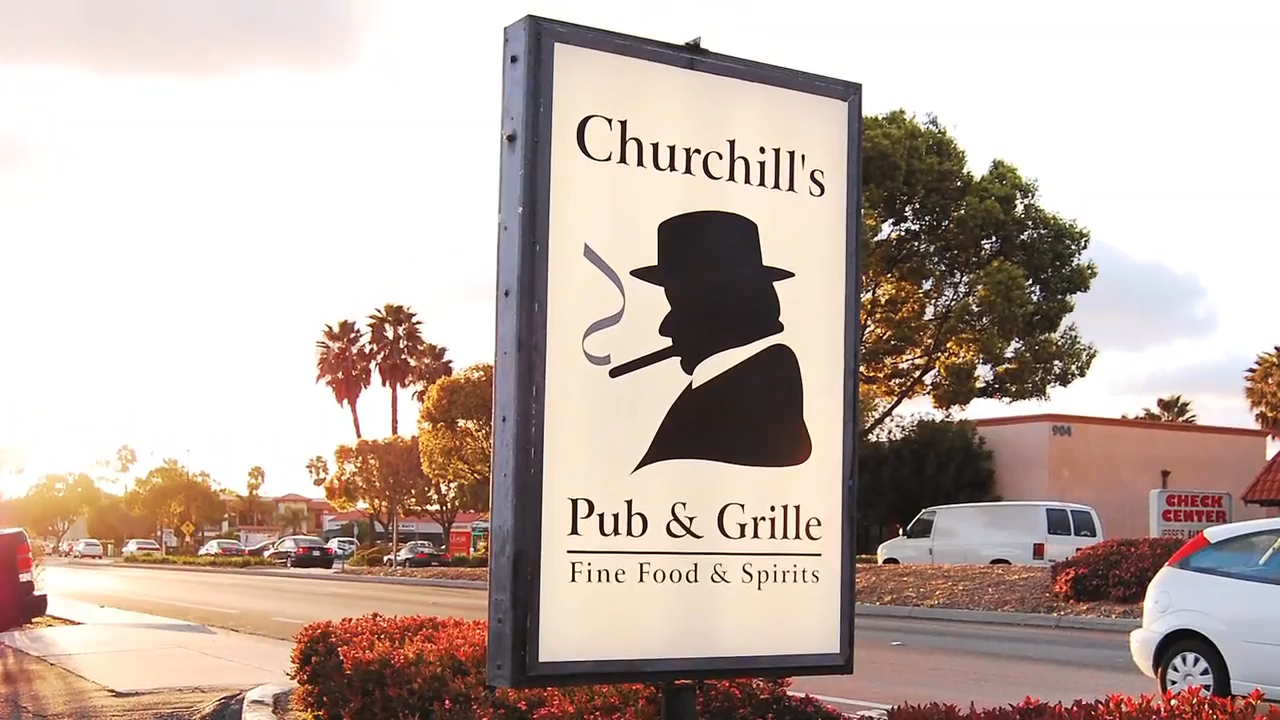 Churchill's
Pub & Grille
Fine Food & Spirits
904
CHECK
CENTER